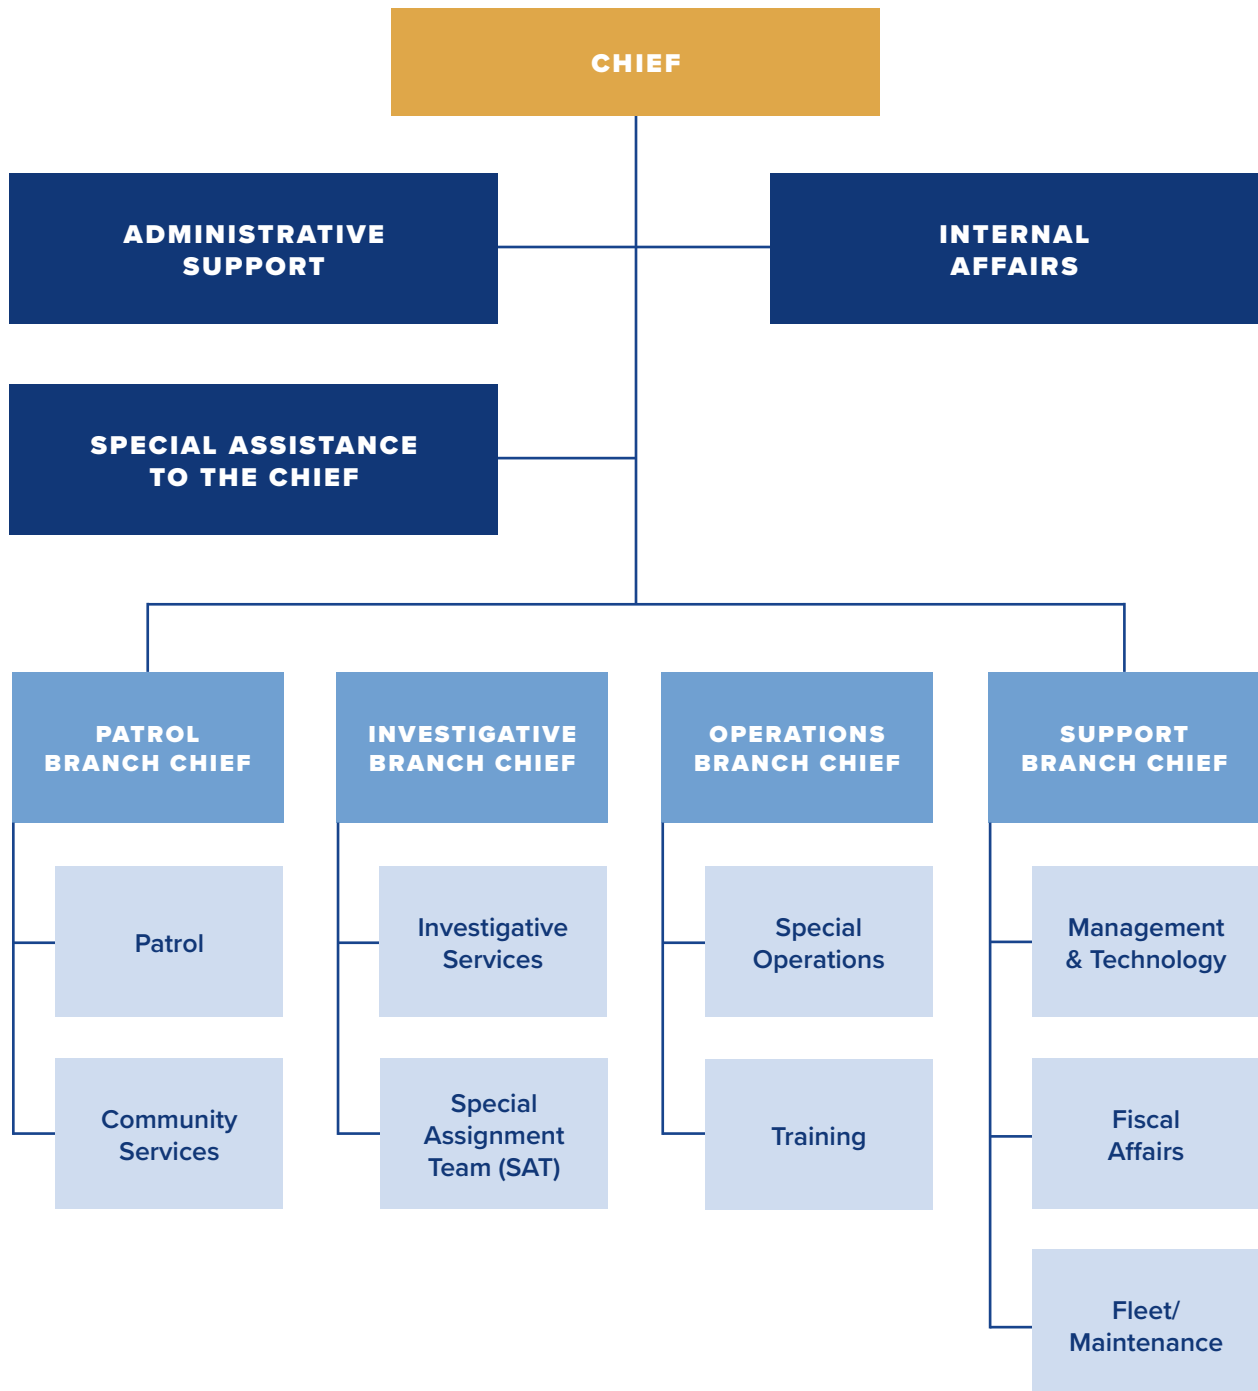 CHIEF
ADMINISTRATIVE
SUPPORT
INTERNAL
AFFAIRS
SPECIAL ASSISTANCE
TO THE CHIEF
PATROL
BRANCH CHIEF
INVESTIGATIVE
BRANCH CHIEF
OPERATIONS
BRANCH CHIEF
SUPPORT
BRANCH CHIEF
Patrol
Investigative
Services
Special
Operations
Management
& Technology
Community
Services
Special
Assignment
Team (SAT)
Training
Fiscal
Affairs
Fleet/
Maintenance